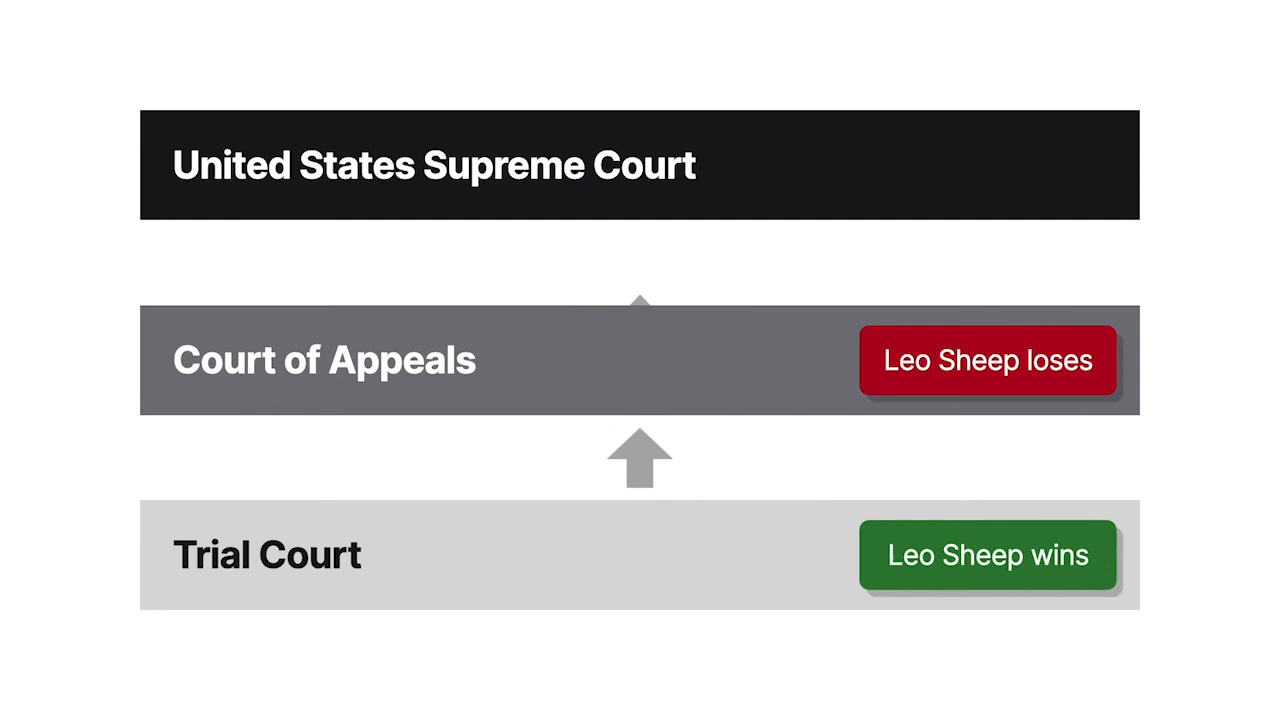 United States Supreme Court
Court of Appeals
Leo Sheep loses
Trial Court
Leo Sheep wins